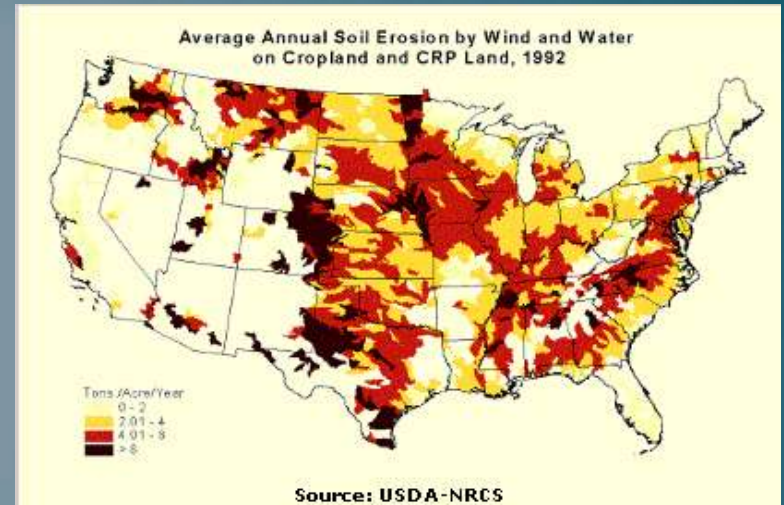 Average Annual Soil Erosion by Wind and Water
on Cropland and CRP Land, 1992
Tons /Acre/Year
0 - 2
2.01 - 4
4.01 - 8
> 8
Source: USDA-NRCS